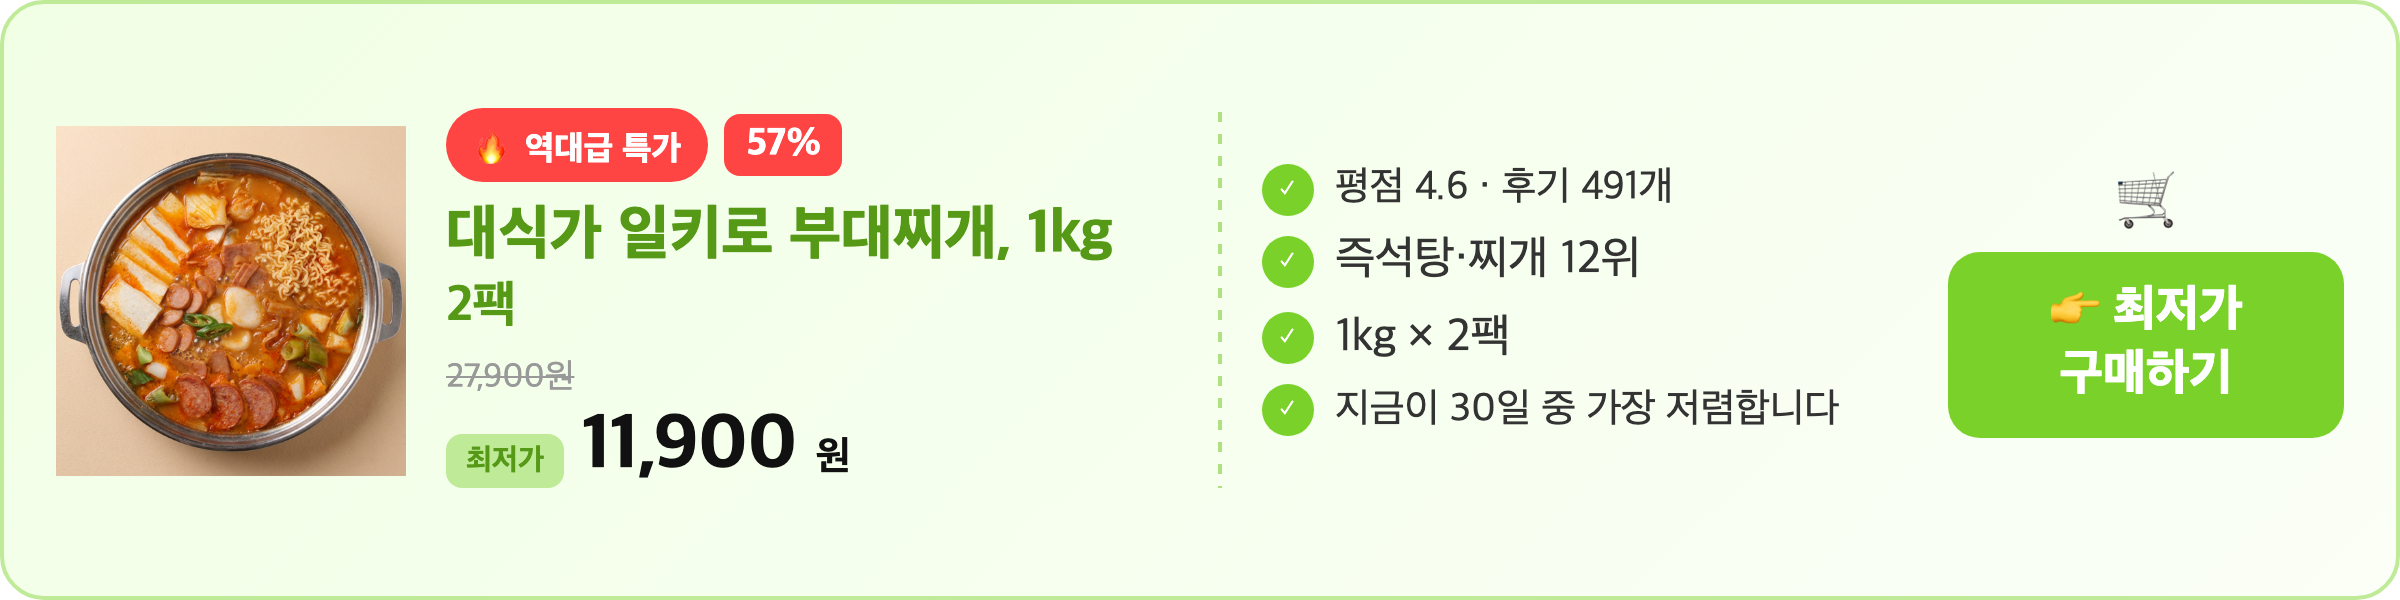 🔥 역대급 특가
57%
대식가 일키로 부대찌개, 1kg
2팩
27,900원
최저가 11,900 원
✓ 평점 4.6 · 후기 491개
✓ 즉석탕·찌개 12위
✓ 1kg × 2팩
✓ 지금이 30일 중 가장 저렴합니다
🛒
👉 최저가
구매하기